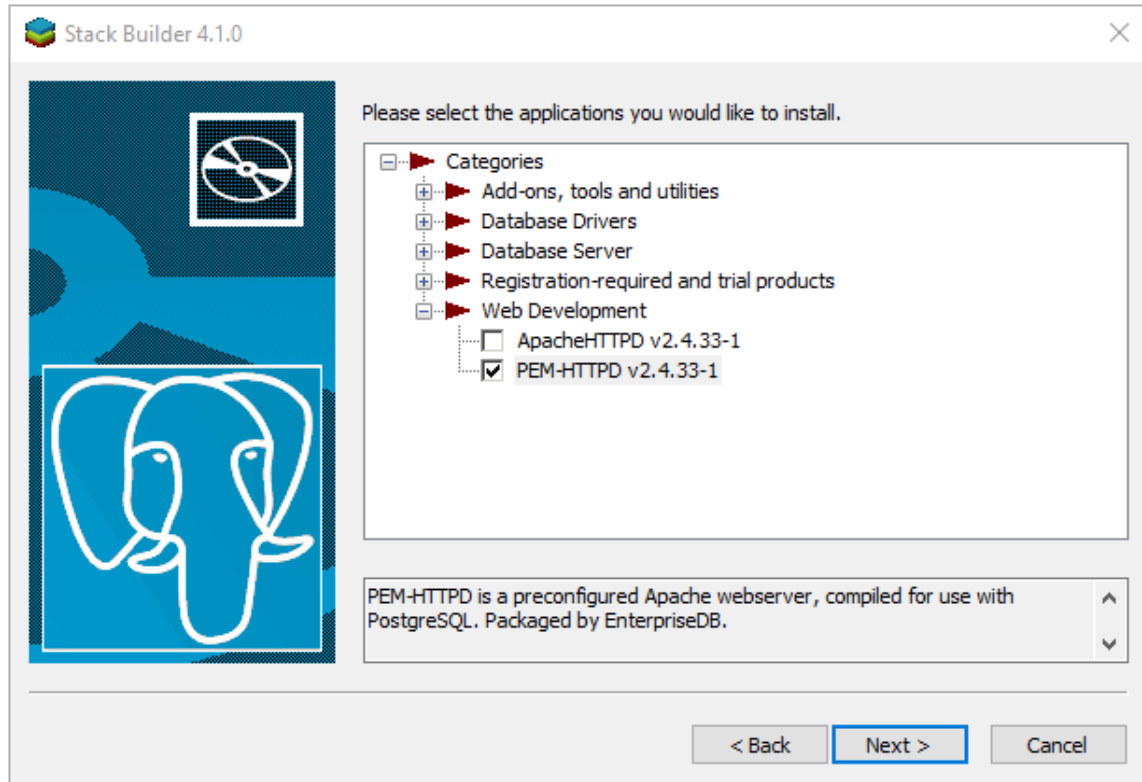 Stack Builder 4.1.0
Please select the applications you would like to install.
Categories
Add-ons, tools and utilities
Database Drivers
Database Server
Registration-required and trial products
Web Development
ApacheHTTPD v2.4.33-1
PEM-HTTPD v2.4.33-1
PEM-HTTPD is a preconfigured Apache webserver, compiled for use with
PostgreSQL. Packaged by EnterpriseDB.
< Back Next > Cancel